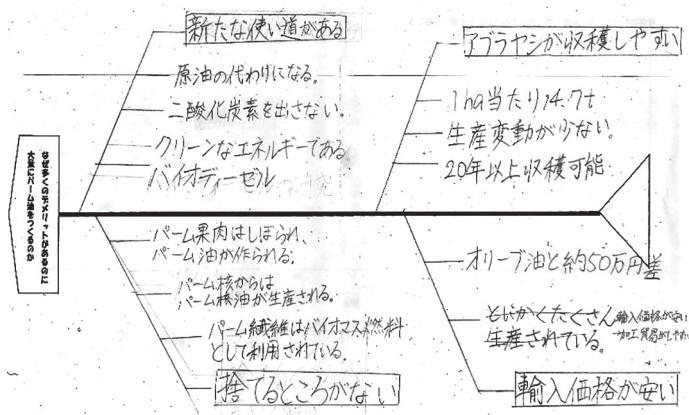 なぜ多くのデメリットがあるのに
大量にパーム油をつくるのか
新たな使い道がある
原油の代わりになる。
二酸化炭素を出さない。
クリーンなエネルギーである
バイオディーゼル
アブラヤシが収穫しやすい
1ha当たり14.7t
生産変動が少ない。
20年以上収穫可能
パーム果肉はしぼられ、
パーム油が作られる。
パーム核からは
パーム核油が生産される。
パーム繊維はバイオマス燃料
として利用されている。
捨てるところがない
オリーブ油と約50万円差
とにかくたくさん
生産されている。
輸入価格が安い
→加工貿易がしやすい
輸入価格が安い